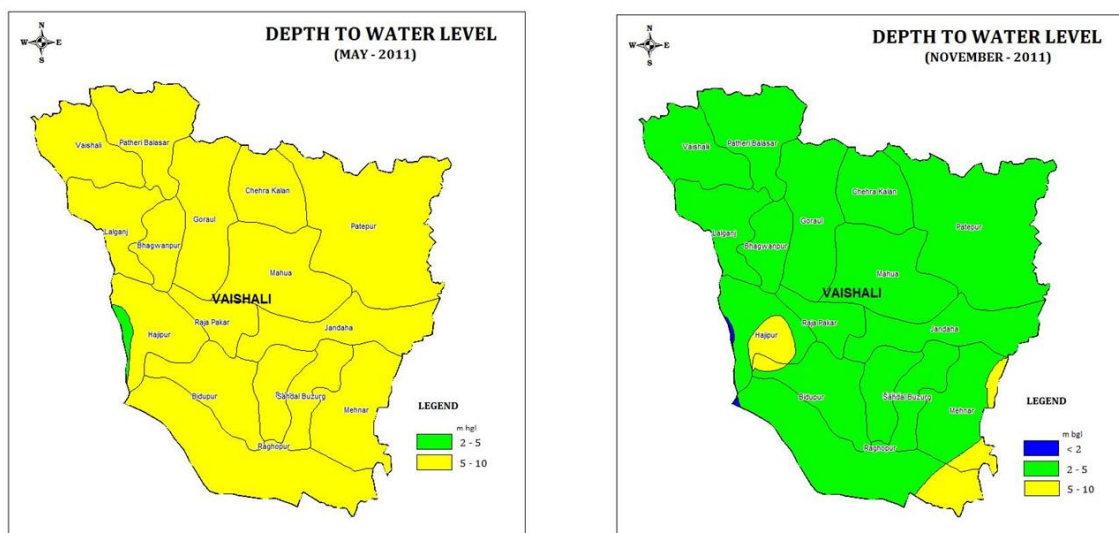 N
W E
S
DEPTH TO WATER LEVEL
(MAY - 2011)
Vaishali
Patheri Balasar
Chehra Kalan
Goraul
Patepur
Lalganj
Bhagwanpur
Mahua
VAISHALI
Raja Pakar
Hajipur
Jandaha
Bidupur
Sahdai Buzurg
Mehnar
Raghopur
LEGEND
m bgl
2 - 5
5 - 10
N
W E
S
DEPTH TO WATER LEVEL
(NOVEMBER - 2011)
Vaishali
Patheri Balasar
Chehra Kalan
Goraul
Patepur
Lalganj
Bhagwanpur
Mahua
VAISHALI
Raja Pakar
Hajipur
Jandaha
Bidupur
Sahdai Buzurg
Mehnar
Raghopur
LEGEND
m bgl
< 2
2 - 5
5 - 10